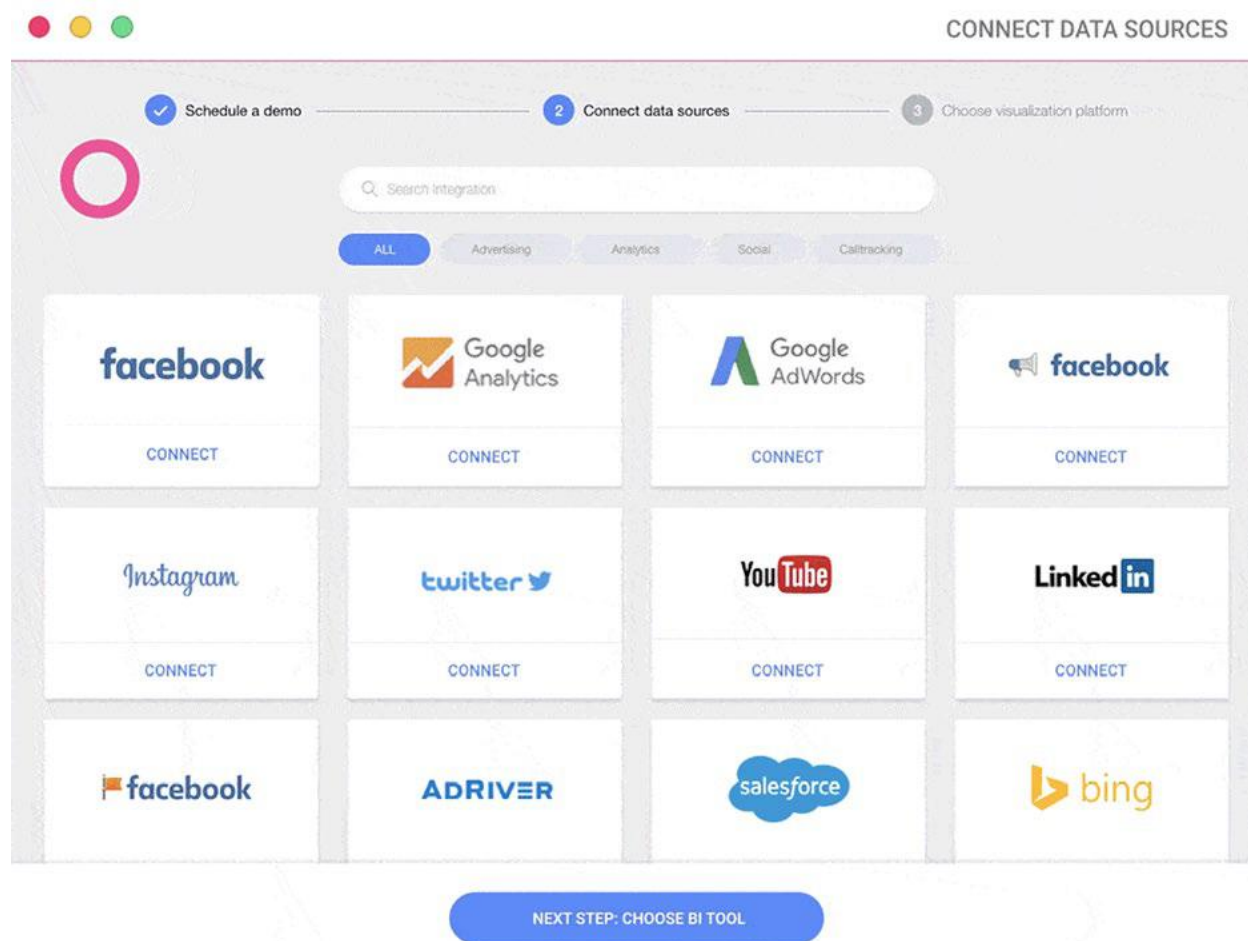 CONNECT DATA SOURCES
Schedule a demo
2 Connect data sources
3 Choose visualization platform
Search integration
ALL Advertising Analytics Social Calltracking
facebook
Google
Analytics
Google
AdWords
facebook
CONNECT CONNECT CONNECT CONNECT
Instagram twitter YouTube Linked in
CONNECT CONNECT CONNECT CONNECT
facebook ADRIVER salesforce bing
NEXT STEP: CHOOSE BI TOOL